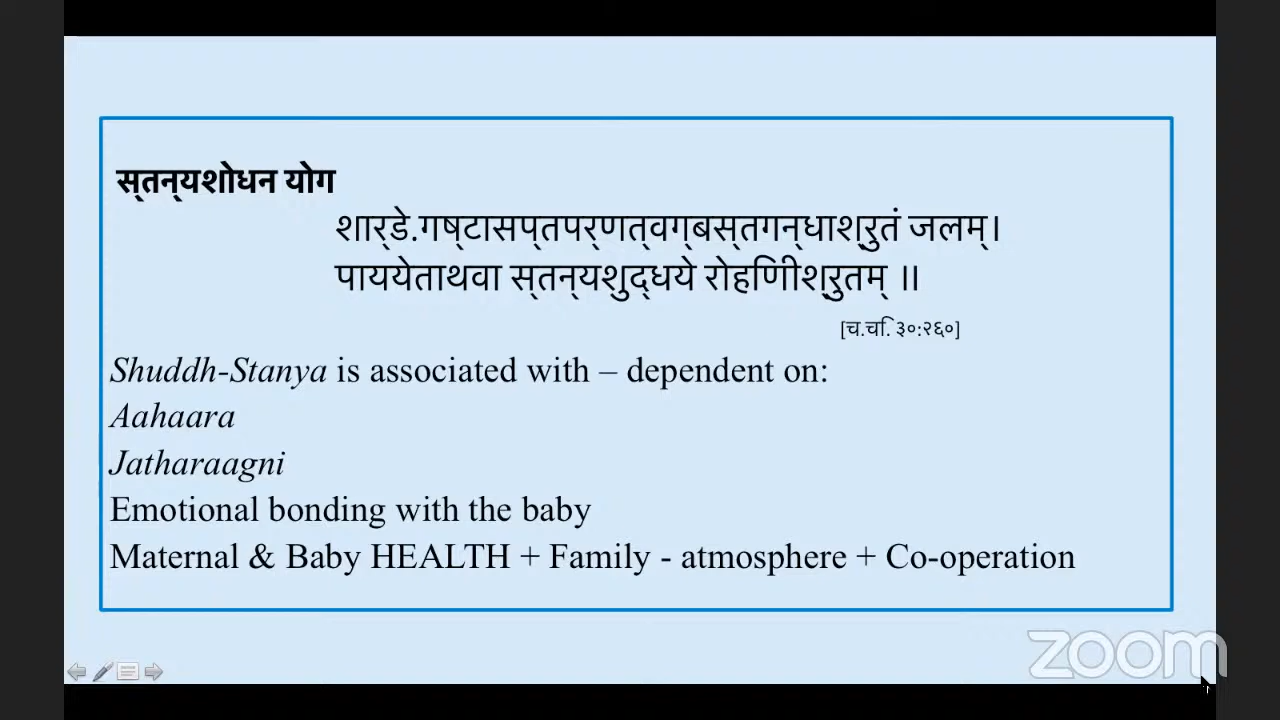 स्तन्यशोधन योग
शार्डे.गष्टासप्तपर्णत्वग्बस्तगन्धाश्रुतं जलम्।
पाययेताथवा स्तन्यशुद्धये रोहणिीश्रुतम् ॥
[च.चि. ३०:२६०]
Shuddh-Stanya is associated with – dependent on:
Aahaara
Jatharaagni
Emotional bonding with the baby
Maternal & Baby HEALTH + Family - atmosphere + Co-operation
zoom